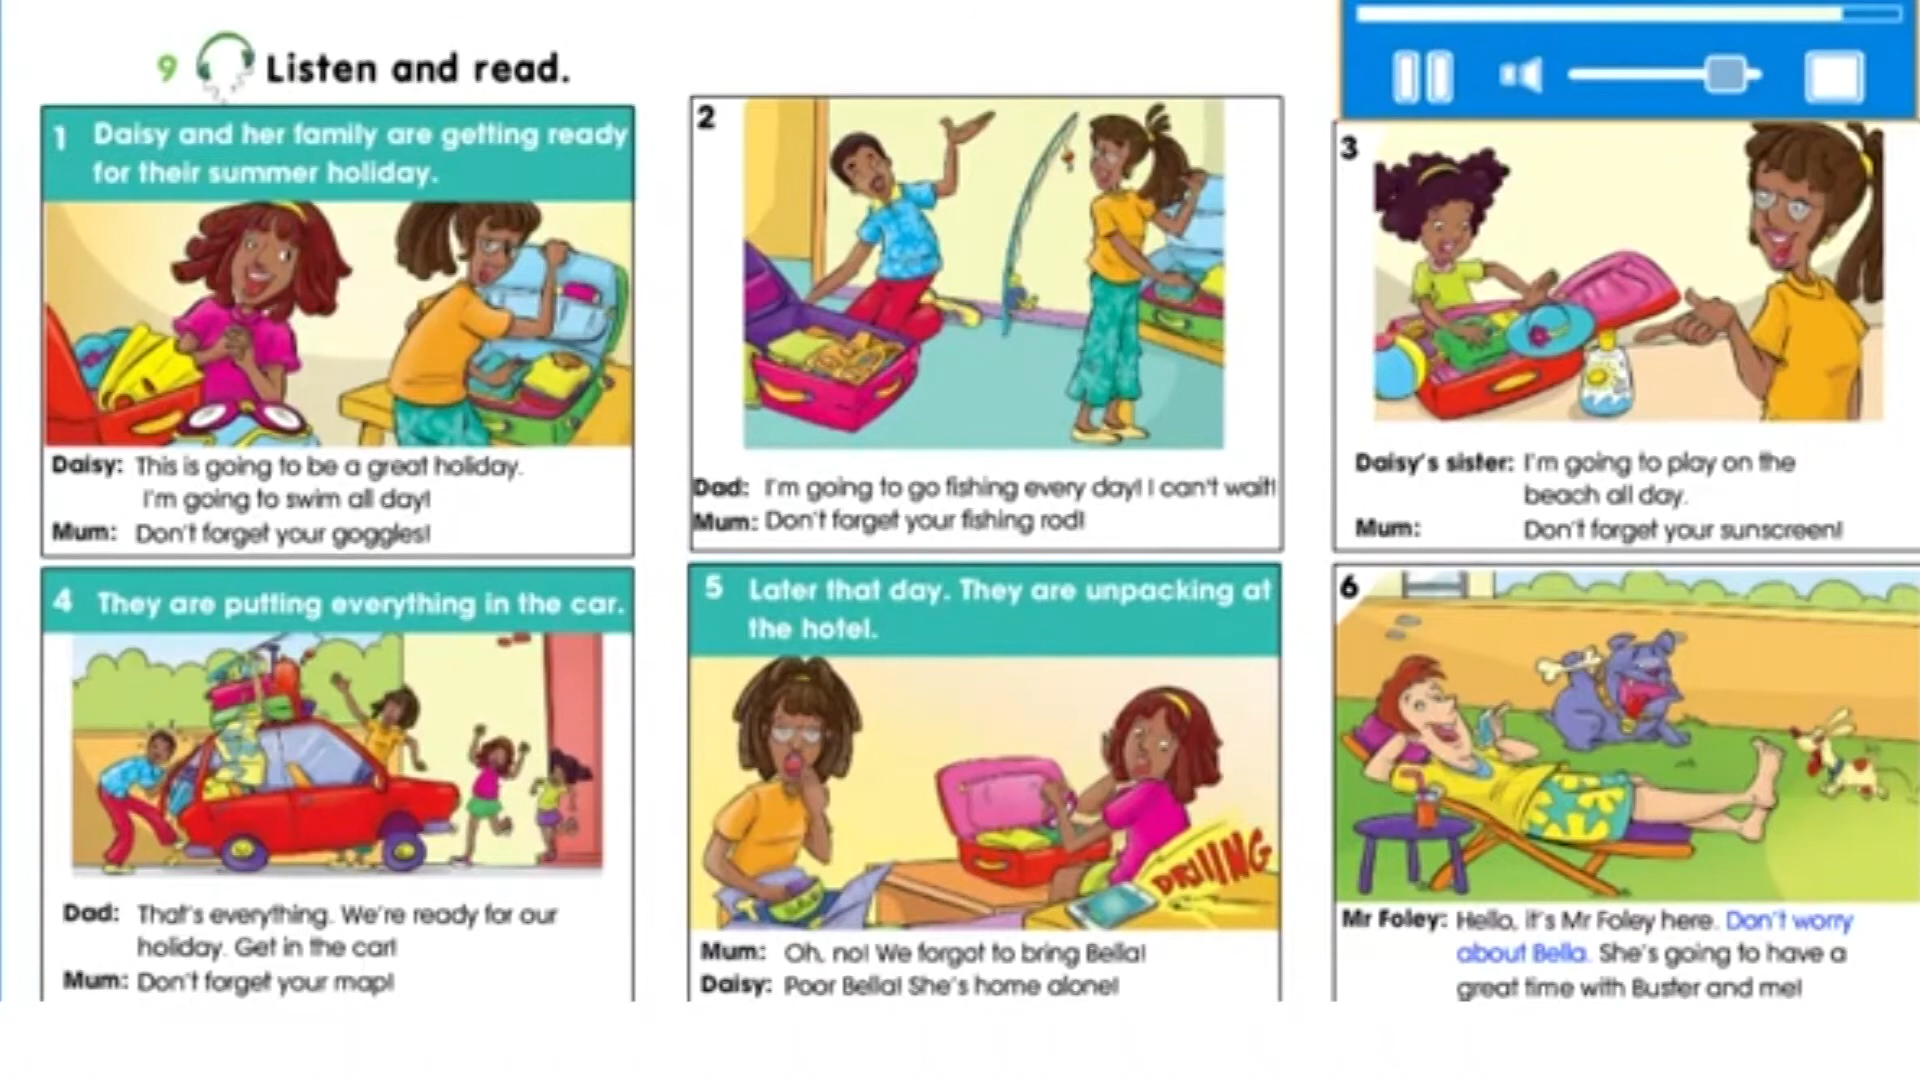 9 Listen and read.
1 Daisy and her family are getting ready
for their summer holiday.
Daisy: This is going to be a great holiday.
I'm going to swim all day!
Mum: Don't forget your goggles!
2
Dad: I'm going to go fishing every day! I can't wait!
Mum: Don't forget your fishing rod!
3
Daisy's sister: I'm going to play on the
beach all day.
Mum: Don't forget your sunscreen!
4 They are putting everything in the car.
Dad: That's everything. We're ready for our
holiday. Get in the car!
Mum: Don't forget your map!
5 Later that day. They are unpacking at
the hotel.
DRIIING
Mum: Oh, no! We forgot to bring Bella!
Daisy: Poor Bella! She's home alone!
6
Mr Foley: Hello, it's Mr Foley here. Don't worry
about Bella. She's going to have a
great time with Buster and me!